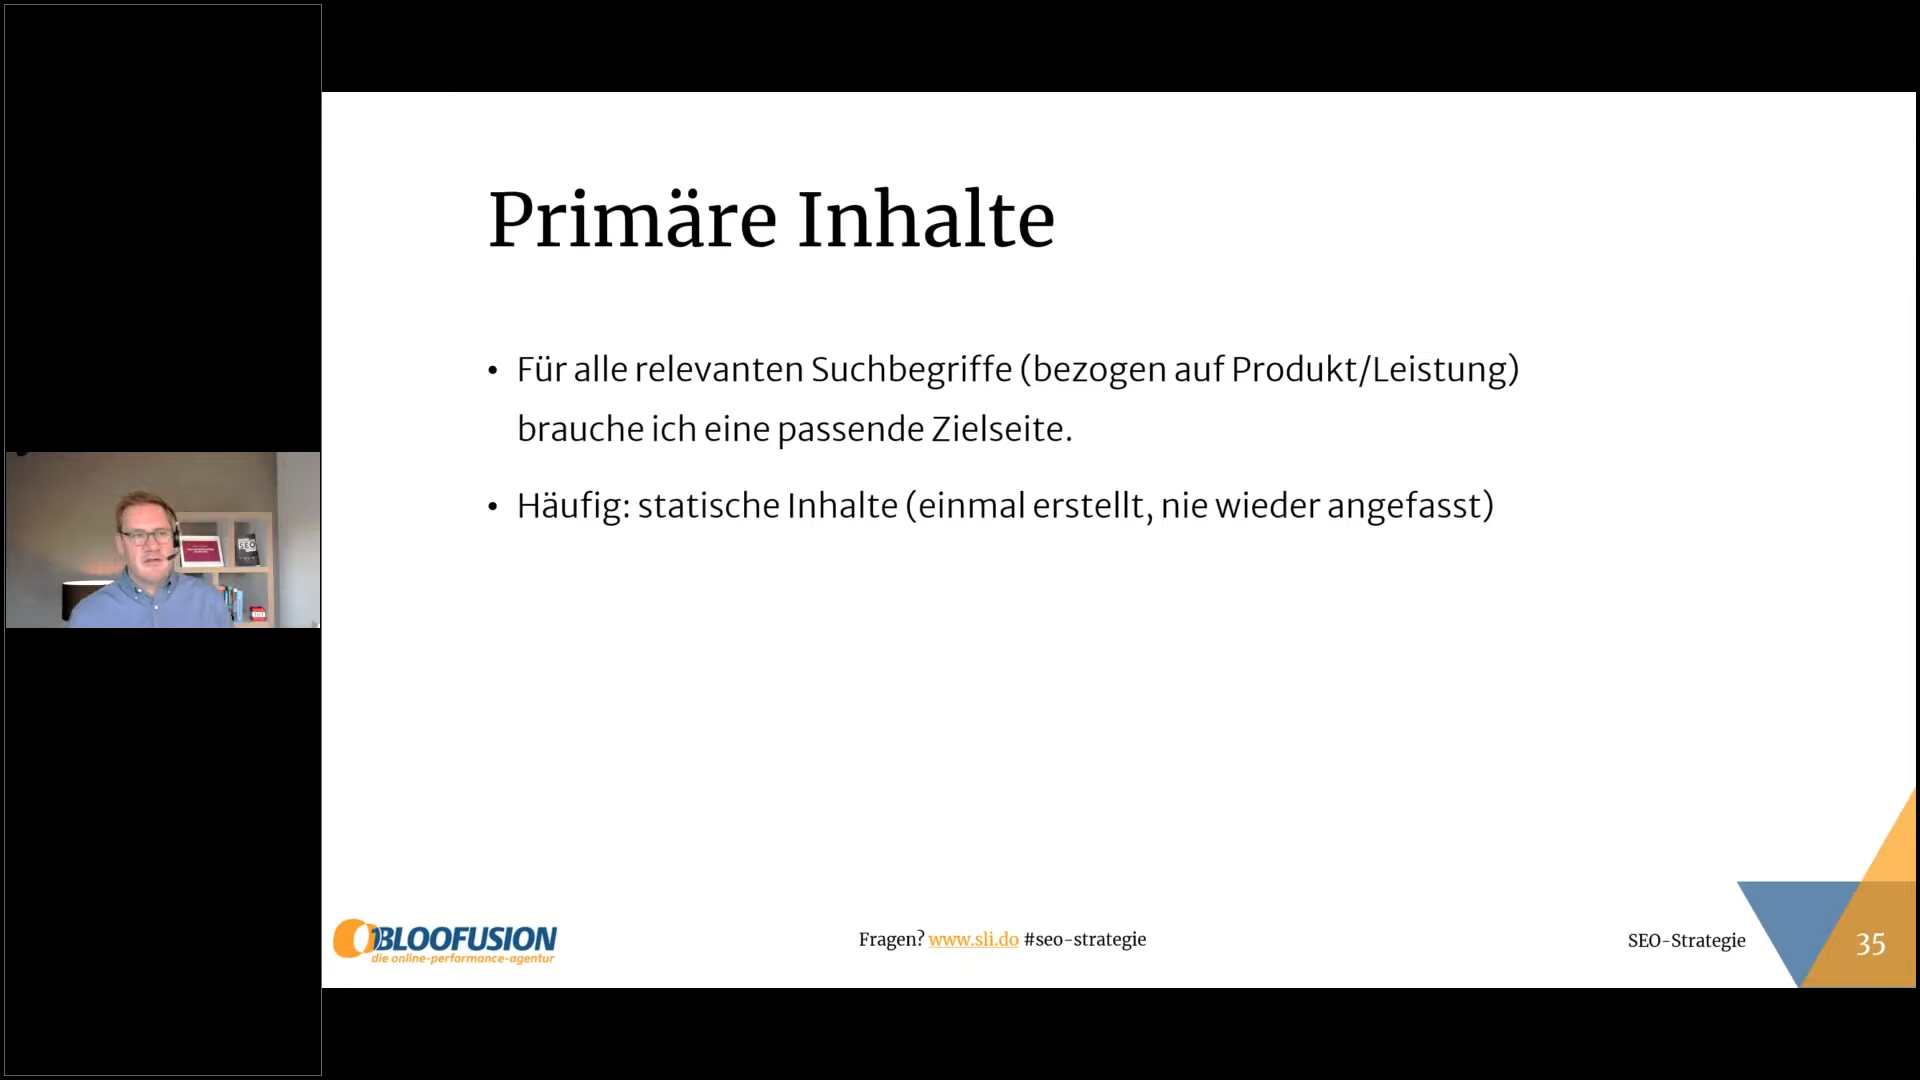 Primäre Inhalte
• Für alle relevanten Suchbegriffe (bezogen auf Produkt/Leistung)
brauche ich eine passende Zielseite.
• Häufig: statische Inhalte (einmal erstellt, nie wieder angefasst)
SEO
BLOOFUSION
die online-performance-agentur
Fragen? www.sli.do #seo-strategie
SEO-Strategie
35